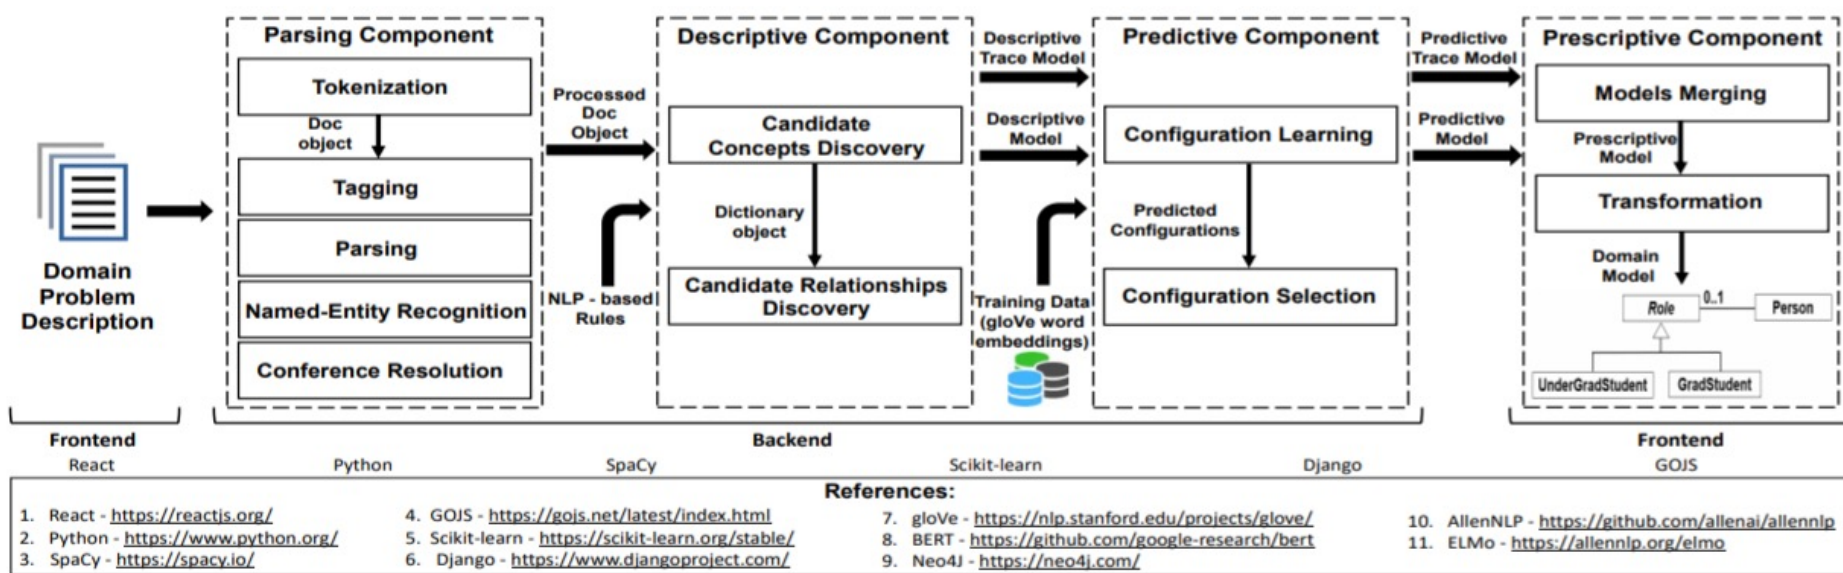 Domain
Problem
Description
Parsing Component
Tokenization
Doc
object
Tagging
Parsing
Named-Entity Recognition
Conference Resolution
Processed
Doc
Object
NLP - based
Rules
Descriptive Component
Candidate
Concepts Discovery
Dictionary
object
Candidate Relationships
Discovery
Descriptive
Trace Model
Descriptive
Model
Training Data
(gloVe word
embeddings)
Predictive Component
Configuration Learning
Predicted
Configurations
Configuration Selection
Predictive
Trace Model
Predictive
Model
Prescriptive Component
Models Merging
Prescriptive
Model
Transformation
Domain
Model
Role
0..1
Person
UnderGradStudent
GradStudent
Frontend
Backend
Frontend
React
Python
SpaCy
Scikit-learn
Django
GOJS
References:
1. React - https://reactjs.org/
2. Python - https://www.python.org/
3. SpaCy - https://spacy.io/
4. GOJS - https://gojs.net/latest/index.html
5. Scikit-learn - https://scikit-learn.org/stable/
6. Django - https://www.djangoproject.com/
7. gloVe - https://nlp.stanford.edu/projects/glove/
8. BERT - https://github.com/google-research/bert
9. Neo4J - https://neo4j.com/
10. AllenNLP - https://github.com/allenai/allennlp
11. ELMo - https://allennlp.org/elmo